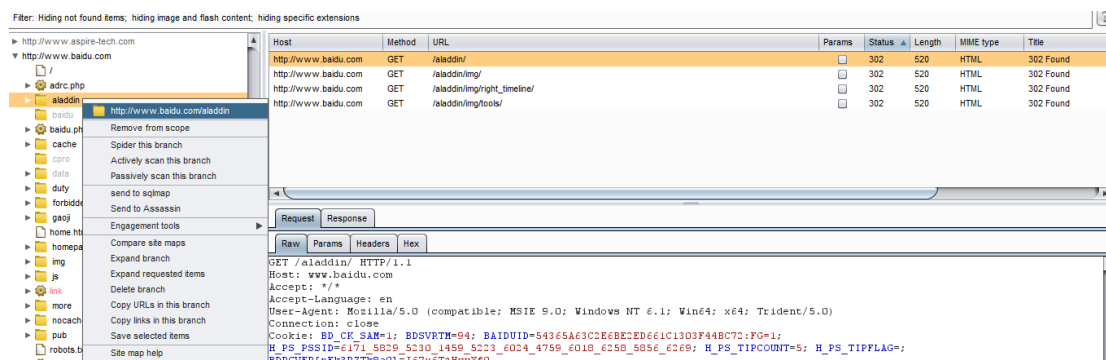 Filter: Hiding not found items; hiding image and flash content; hiding specific extensions
http://www.aspire-tech.com
http://www.baidu.com
/
adrc.php
aladdin
baidu
baidu.ph
cache
cpro
data
duty
forbidde
gaoji
home.ht
homepa
img
js
link
more
nocach
pub
robots.t
http://www.baidu.com/aladdin
Remove from scope
Spider this branch
Actively scan this branch
Passively scan this branch
send to sqlmap
Send to Assassin
Engagement tools
Compare site maps
Expand branch
Expand requested items
Delete branch
Copy URLs in this branch
Copy links in this branch
Save selected items
Site map help
Host Method URL Params Status Length MIME type Title
http://www.baidu.com GET /aladdin/ 302 520 HTML 302 Found
http://www.baidu.com GET /aladdin/img/ 302 520 HTML 302 Found
http://www.baidu.com GET /aladdin/img/right_timeline/ 302 520 HTML 302 Found
http://www.baidu.com GET /aladdin/img/tools/ 302 520 HTML 302 Found
Request Response
Raw Params Headers Hex
GET /aladdin/ HTTP/1.1
Host: www.baidu.com
Accept: */*
Accept-Language: en
User-Agent: Mozilla/5.0 (compatible; MSIE 9.0; Windows NT 6.1; Win64; x64; Trident/5.0)
Connection: close
Cookie: BD_CK_SAM=1; BDSVRTM=94; BAIDUID=54365A63C2E6BE2ED661C1303F44BC72:FG=1;
H_PS_PSSID=6171_5829_5230_1459_5223_6024_4759_6018_6258_5856_6269; H_PS_TIPCOUNT=5; H_PS_TIPFLAG=;